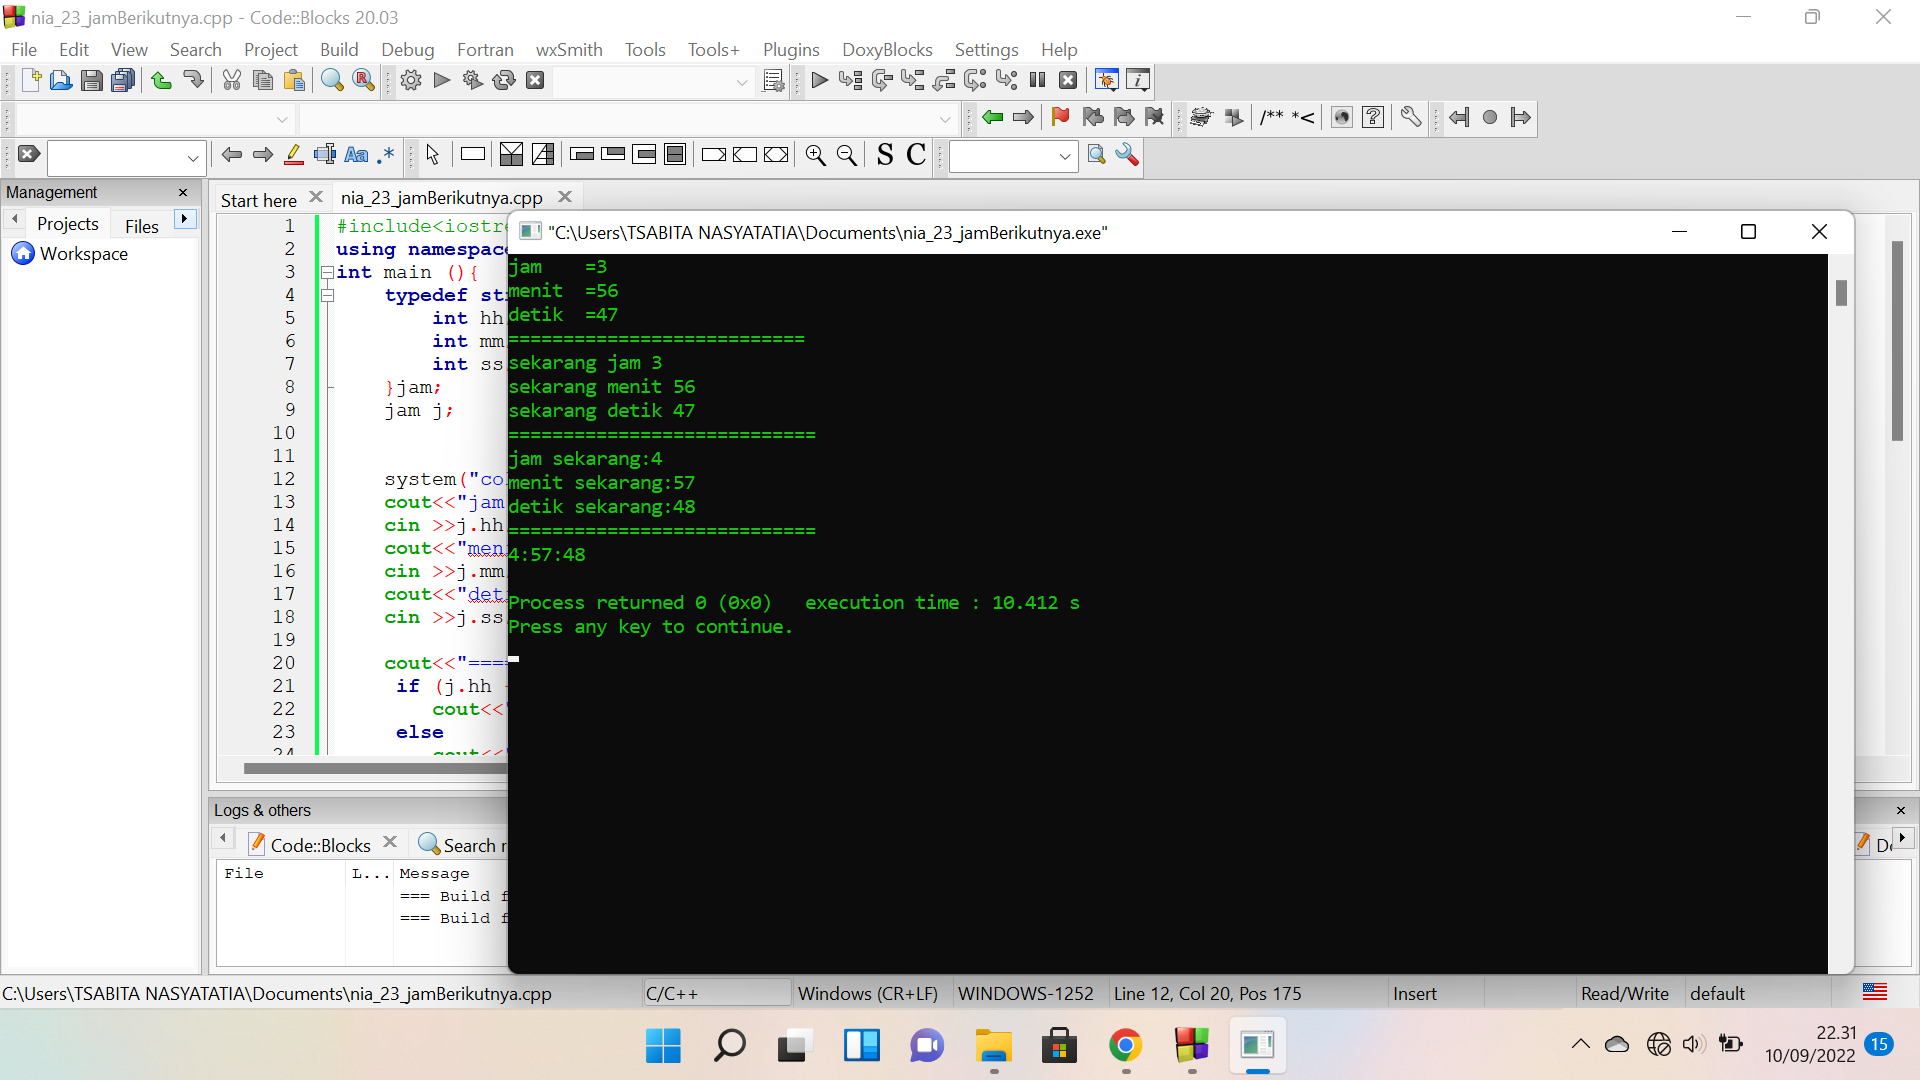 nia_23_jamBerikutnya.cpp - Code::Blocks 20.03
File Edit View Search Project Build Debug Fortran wxSmith Tools Tools+ Plugins DoxyBlocks Settings Help
/** *<
Aa .* S C
Management
Projects Files
Workspace
Start here nia_23_jamBerikutnya.cpp
1 #include<iostre
2 using namespace
3 int main (){
4 typedef st
5 int hh
6 int mm
7 int ss
8 }jam;
9 jam j;
10
11
12 system("co
13 cout<<"jam
14 cin >>j.hh
15 cout<<"men
16 cin >>j.mm
17 cout<<"det
18 cin >>j.ss
19
20 cout<<"===
21 if (j.hh
22 cout<<"
23 else
24 cout<<
"C:\Users\TSABITA NASYATATIA\Documents\nia_23_jamBerikutnya.exe"
jam =3
menit =56
detik =47
===========================
sekarang jam 3
sekarang menit 56
sekarang detik 47
============================
jam sekarang:4
menit sekarang:57
detik sekarang:48
============================
4:57:48
Process returned 0 (0x0) execution time : 10.412 s
Press any key to continue.
Logs & others
Code::Blocks Search r
File L... Message
=== Build f
=== Build f
C:\Users\TSABITA NASYATATIA\Documents\nia_23_jamBerikutnya.cpp C/C++ Windows (CR+LF) WINDOWS-1252 Line 12, Col 20, Pos 175 Insert Read/Write default
22.31
10/09/2022 15